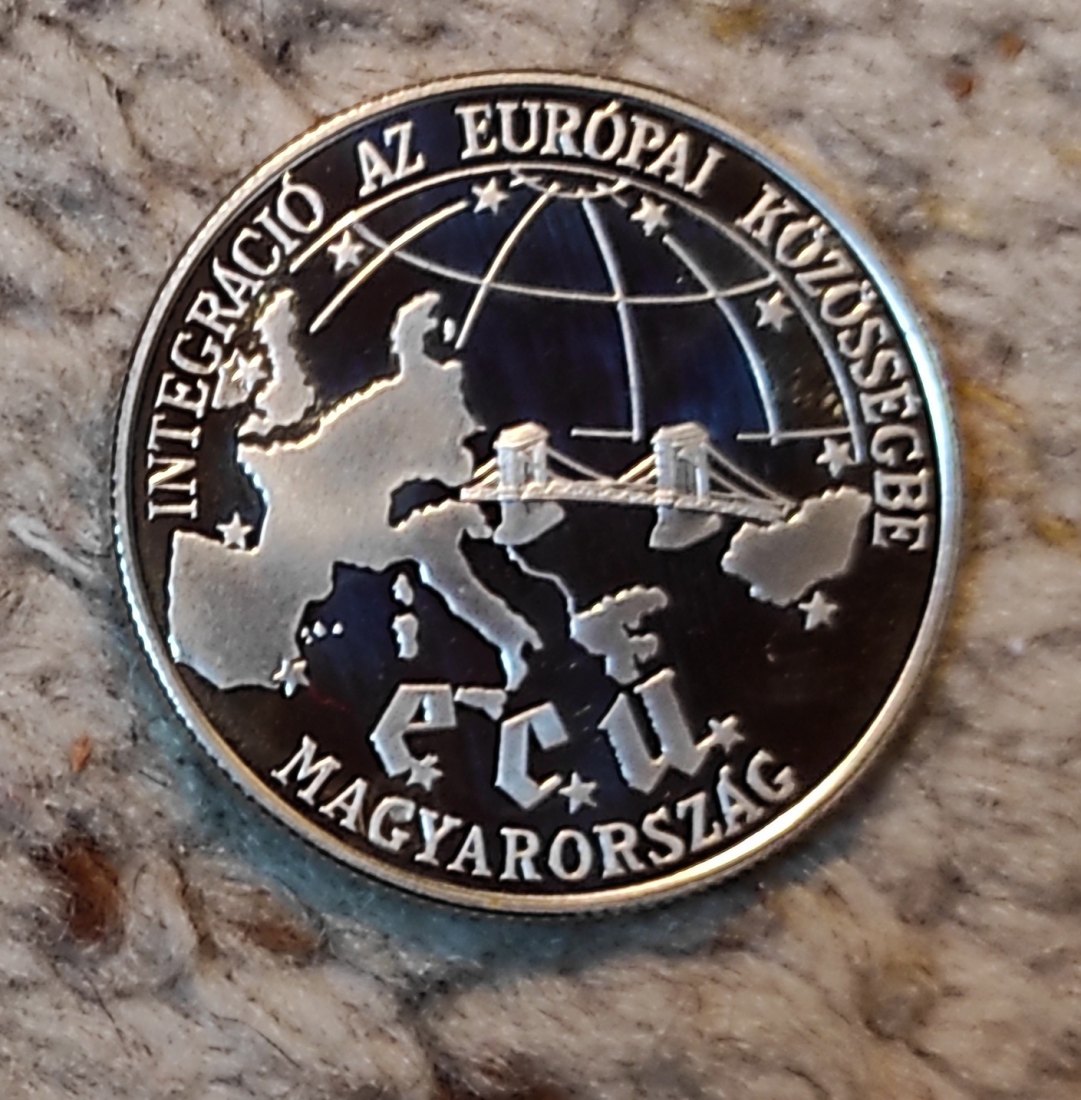 INTEGRÁCIÓ AZ EURÓPAI KÖZÖSSÉGBE
ecu
MAGYARORSZÁG